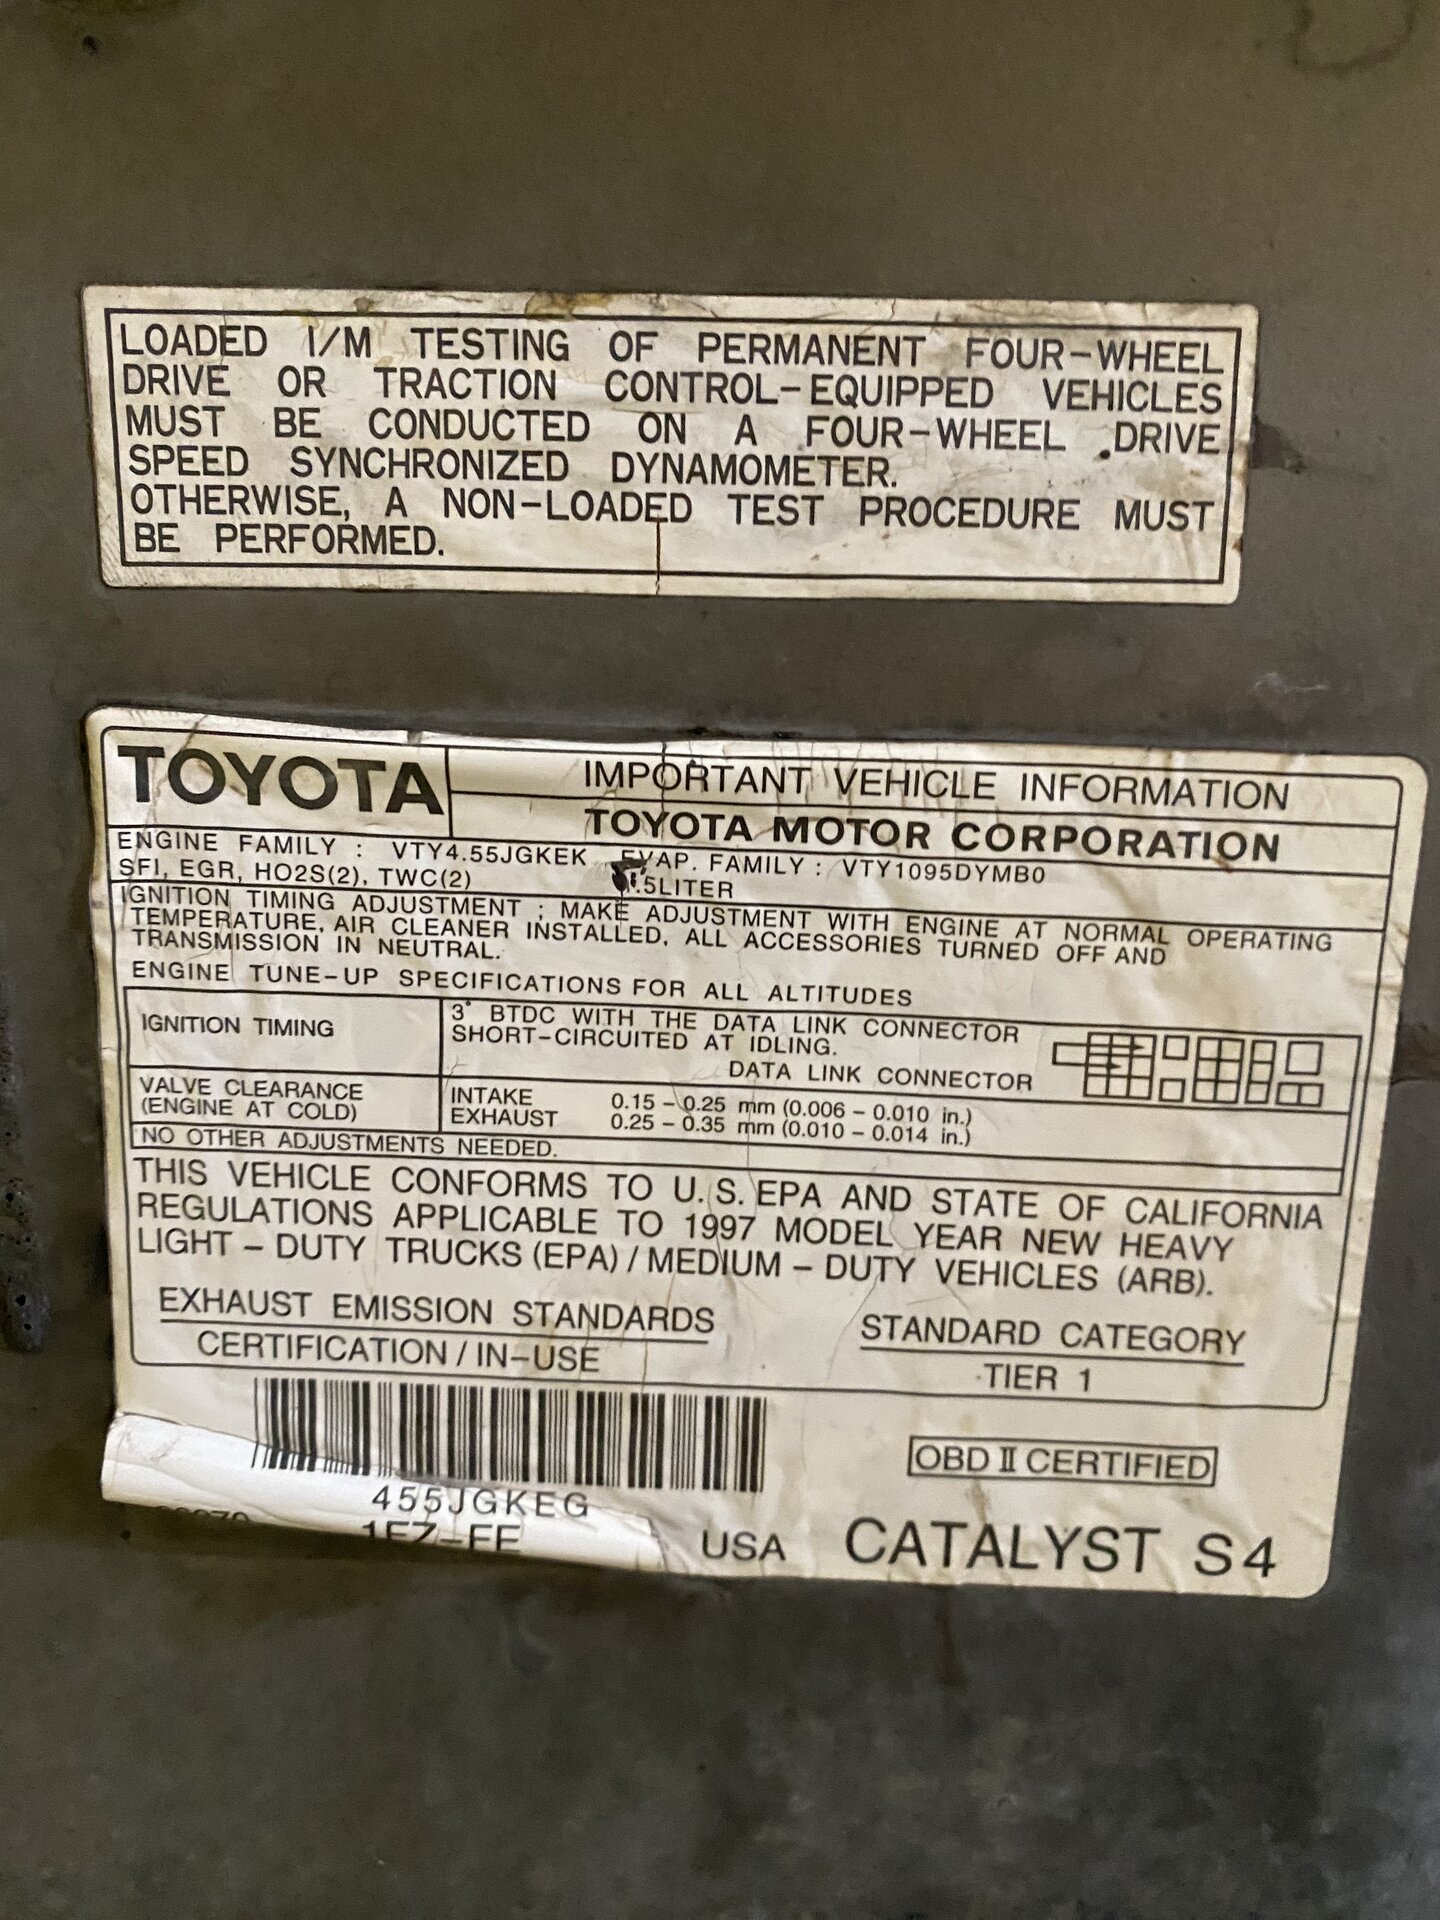 LOADED I/M TESTING OF PERMANENT FOUR-WHEEL
DRIVE OR TRACTION CONTROL-EQUIPPED VEHICLES
MUST BE CONDUCTED ON A FOUR-WHEEL DRIVE
SPEED SYNCHRONIZED DYNAMOMETER.
OTHERWISE, A NON-LOADED TEST PROCEDURE MUST
BE PERFORMED.
TOYOTA
IMPORTANT VEHICLE INFORMATION
TOYOTA MOTOR CORPORATION
ENGINE FAMILY : VTY4.55JGKEK EVAP. FAMILY : VTY1095DYMB0
SFI, EGR, HO2S(2), TWC(2) .5LITER
IGNITION TIMING ADJUSTMENT ; MAKE ADJUSTMENT WITH ENGINE AT NORMAL OPERATING
TEMPERATURE, AIR CLEANER INSTALLED, ALL ACCESSORIES TURNED OFF AND
TRANSMISSION IN NEUTRAL.
ENGINE TUNE-UP SPECIFICATIONS FOR ALL ALTITUDES
IGNITION TIMING
3° BTDC WITH THE DATA LINK CONNECTOR
SHORT-CIRCUITED AT IDLING.
DATA LINK CONNECTOR
VALVE CLEARANCE
(ENGINE AT COLD)
INTAKE 0.15 – 0.25 mm (0.006 – 0.010 in.)
EXHAUST 0.25 – 0.35 mm (0.010 – 0.014 in.)
NO OTHER ADJUSTMENTS NEEDED.
THIS VEHICLE CONFORMS TO U.S. EPA AND STATE OF CALIFORNIA
REGULATIONS APPLICABLE TO 1997 MODEL YEAR NEW HEAVY
LIGHT – DUTY TRUCKS (EPA) / MEDIUM – DUTY VEHICLES (ARB).
EXHAUST EMISSION STANDARDS
STANDARD CATEGORY
CERTIFICATION / IN-USE
TIER 1
OBD II CERTIFIED
455JGKEG
1FZ-FE
USA CATALYST S4